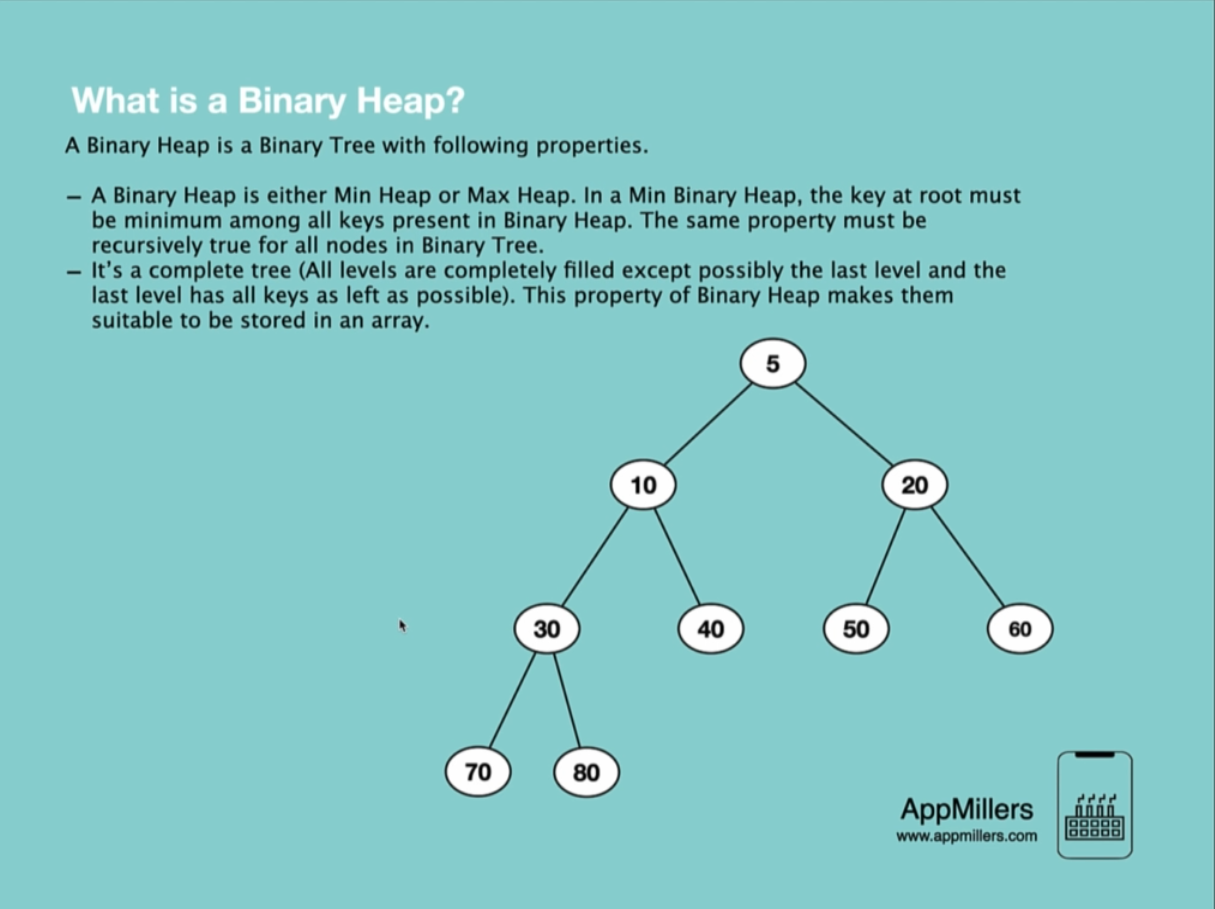 What is a Binary Heap?
A Binary Heap is a Binary Tree with following properties.
– A Binary Heap is either Min Heap or Max Heap. In a Min Binary Heap, the key at root must
be minimum among all keys present in Binary Heap. The same property must be
recursively true for all nodes in Binary Tree.
– It's a complete tree (All levels are completely filled except possibly the last level and the
last level has all keys as left as possible). This property of Binary Heap makes them
suitable to be stored in an array.
5
10 20
30 40 50 60
70 80
AppMillers
www.appmillers.com